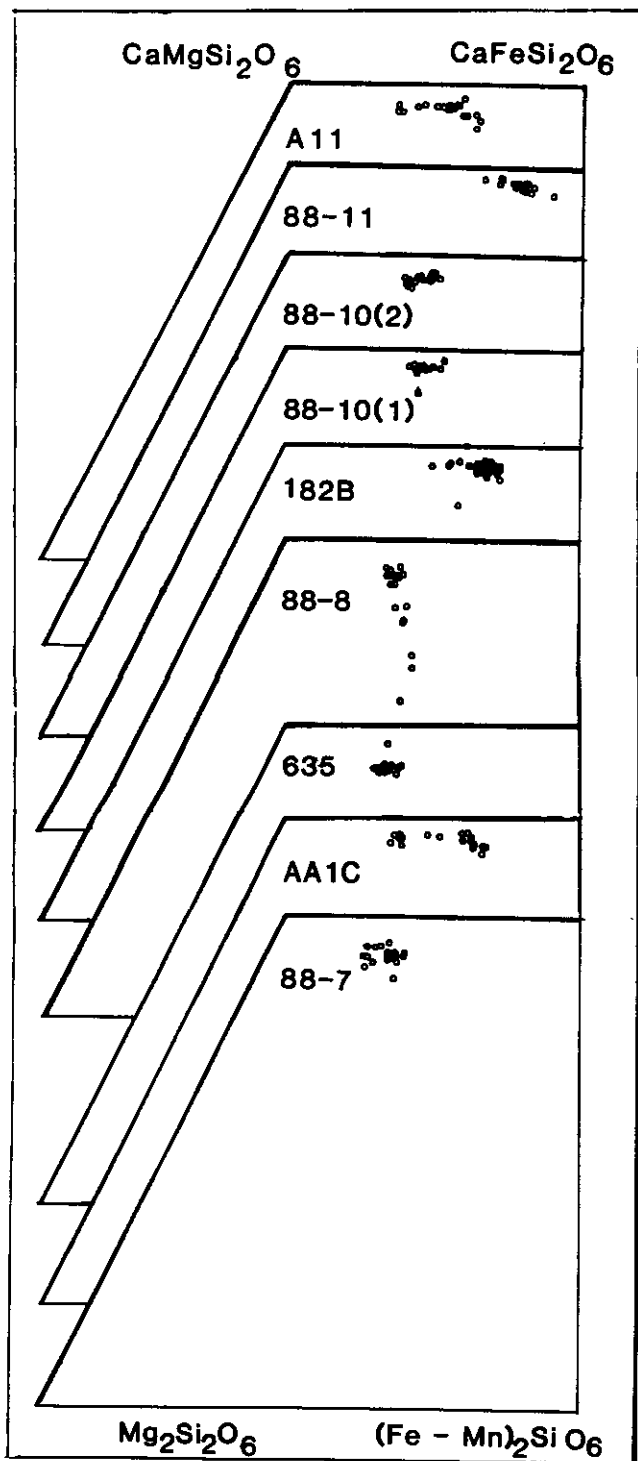 CaMgSi2O6 CaFeSi2O6
A11
88-11
88-10(2)
88-10(1)
182B
88-8
635
AA1C
88-7
Mg2Si2O6 (Fe - Mn)2Si O6